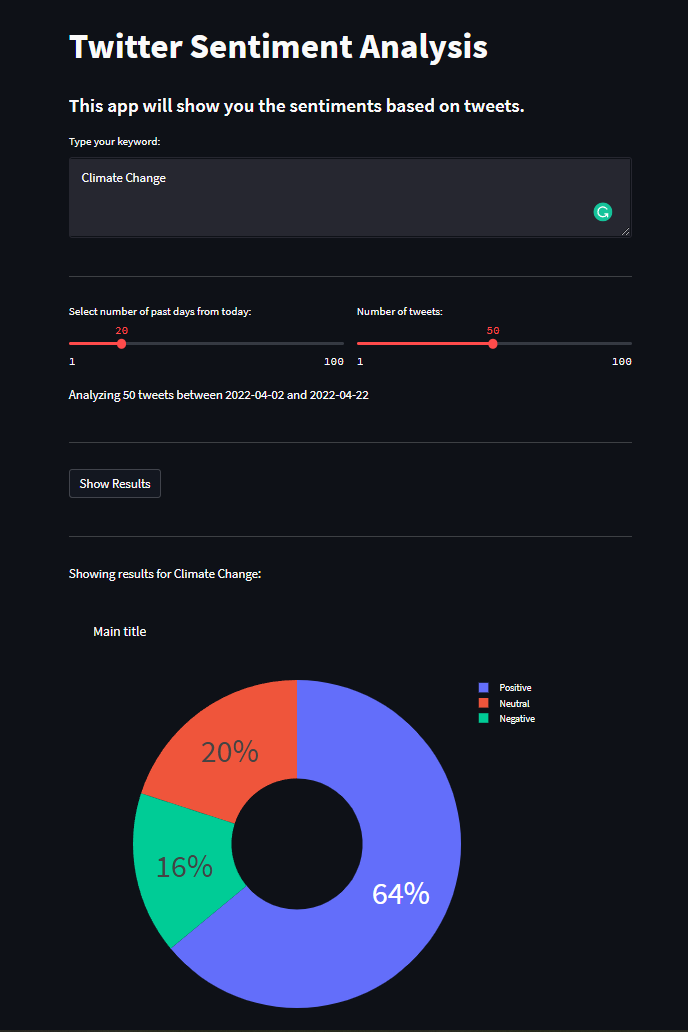 Twitter Sentiment Analysis
This app will show you the sentiments based on tweets.
Type your keyword:
Climate Change
Select number of past days from today:
20
1 100
Number of tweets:
50
1 100
Analyzing 50 tweets between 2022-04-02 and 2022-04-22
Show Results
Showing results for Climate Change:
Main title
Positive
Neutral
Negative
20%
16%
64%